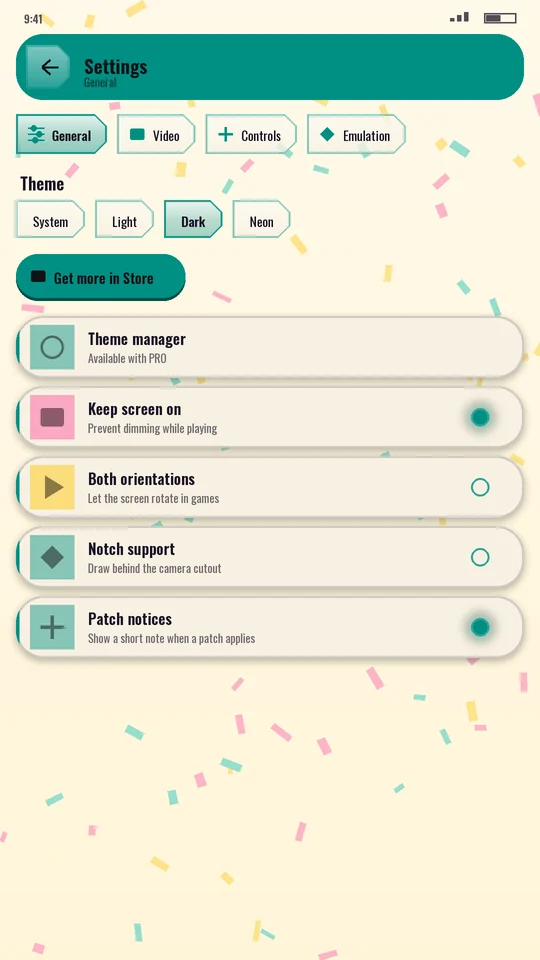 9:41
Settings
General
General
Video
Controls
Emulation
Theme
System
Light
Dark
Neon
Get more in Store
Theme manager
Available with PRO
Keep screen on
Prevent dimming while playing
Both orientations
Let the screen rotate in games
Notch support
Draw behind the camera cutout
Patch notices
Show a short note when a patch applies